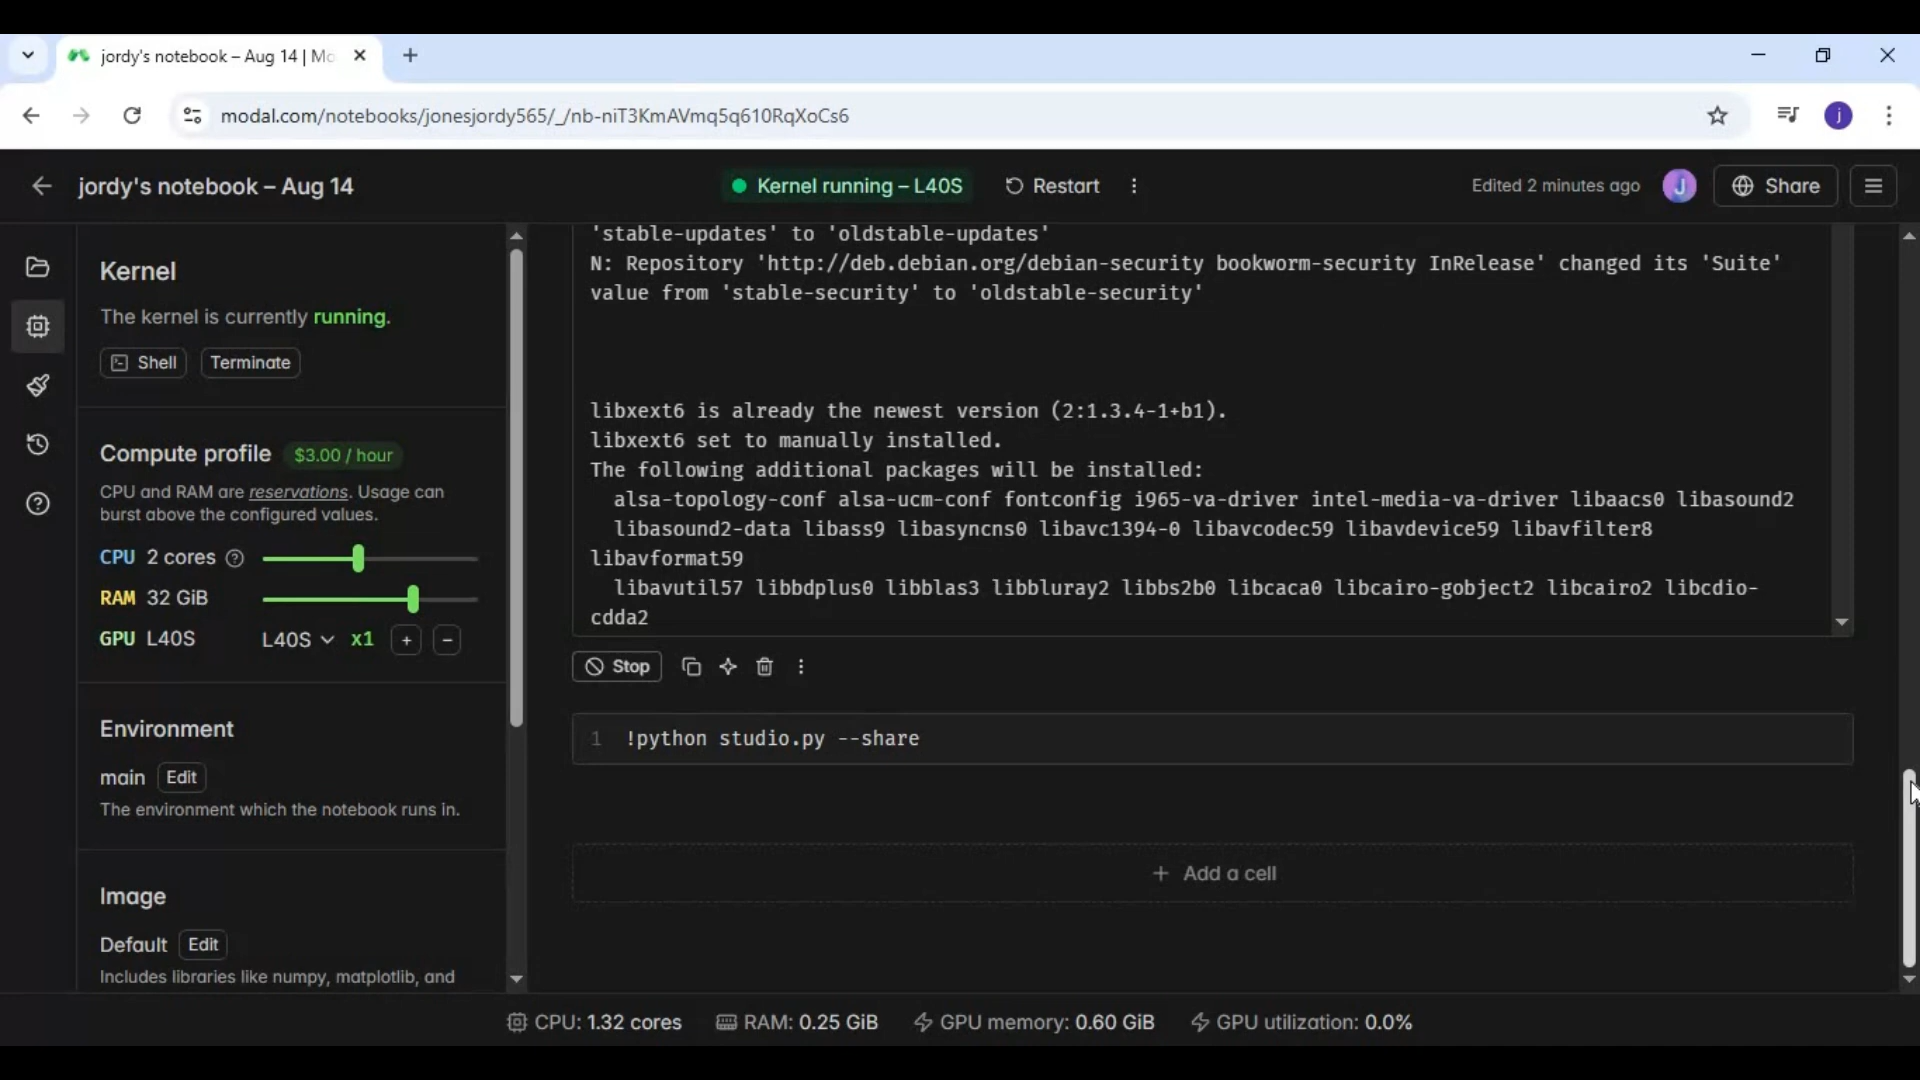 jordy's notebook – Aug 14 | Mo
modal.com/notebooks/jonesjordy565/_/nb-niT3KmAVmq5q610RqXoCs6
j
jordy's notebook – Aug 14
Kernel running – L40S
Restart
Edited 2 minutes ago
J
Share
Kernel
The kernel is currently running.
Shell
Terminate
Compute profile
$3.00 / hour
CPU and RAM are reservations. Usage can
burst above the configured values.
CPU 2 cores
RAM 32 GiB
GPU L40S
L40S
x1
+
−
Environment
main
Edit
The environment which the notebook runs in.
Image
Default
Edit
Includes libraries like numpy, matplotlib, and
'stable-updates' to 'oldstable-updates'
N: Repository 'http://deb.debian.org/debian-security bookworm-security InRelease' changed its 'Suite'
value from 'stable-security' to 'oldstable-security'
libxext6 is already the newest version (2:1.3.4-1+b1).
libxext6 set to manually installed.
The following additional packages will be installed:
alsa-topology-conf alsa-ucm-conf fontconfig i965-va-driver intel-media-va-driver libaacs0 libasound2
libasound2-data libass9 libasyncns0 libavc1394-0 libavcodec59 libavdevice59 libavfilter8
libavformat59
libavutil57 libbdplus0 libblas3 libbluray2 libbs2b0 libcaca0 libcairo-gobject2 libcairo2 libcdio-
cdda2
Stop
1 !python studio.py --share
+ Add a cell
CPU: 1.32 cores
RAM: 0.25 GiB
GPU memory: 0.60 GiB
GPU utilization: 0.0%